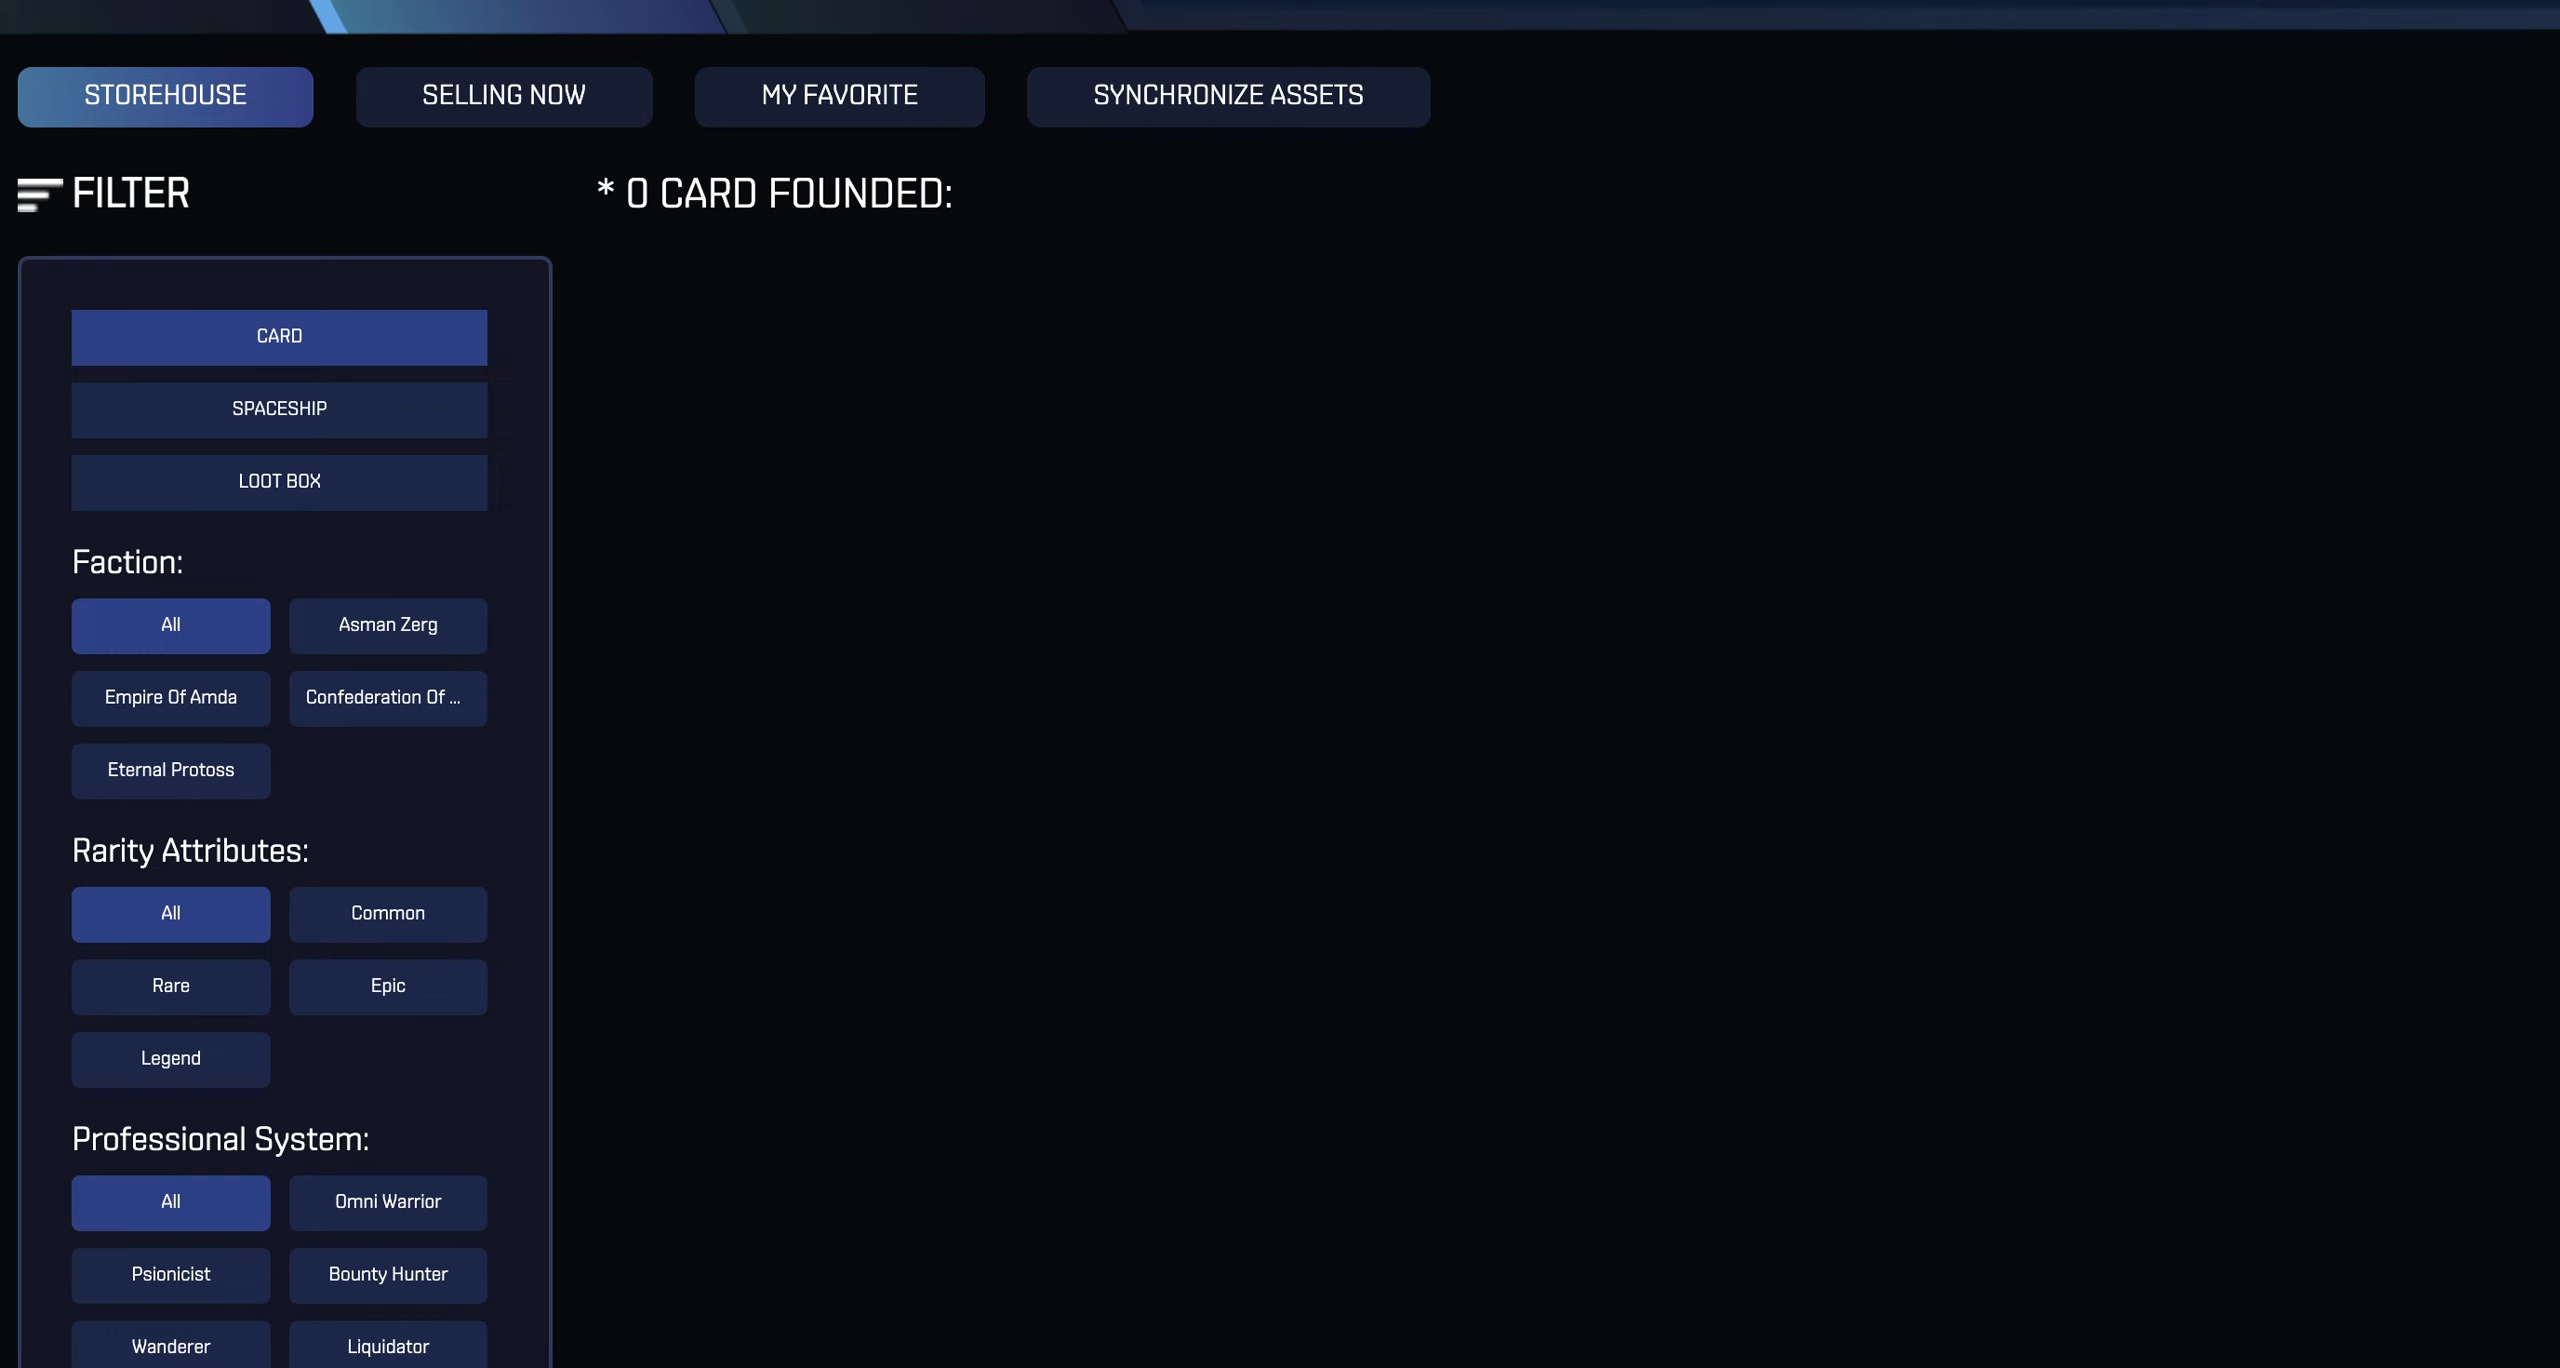 STOREHOUSE SELLING NOW MY FAVORITE SYNCHRONIZE ASSETS
FILTER
* 0 CARD FOUNDED:
CARD
SPACESHIP
LOOT BOX
Faction:
All Asman Zerg
Empire Of Amda Confederation Of ...
Eternal Protoss
Rarity Attributes:
All Common
Rare Epic
Legend
Professional System:
All Omni Warrior
Psionicist Bounty Hunter
Wanderer Liquidator